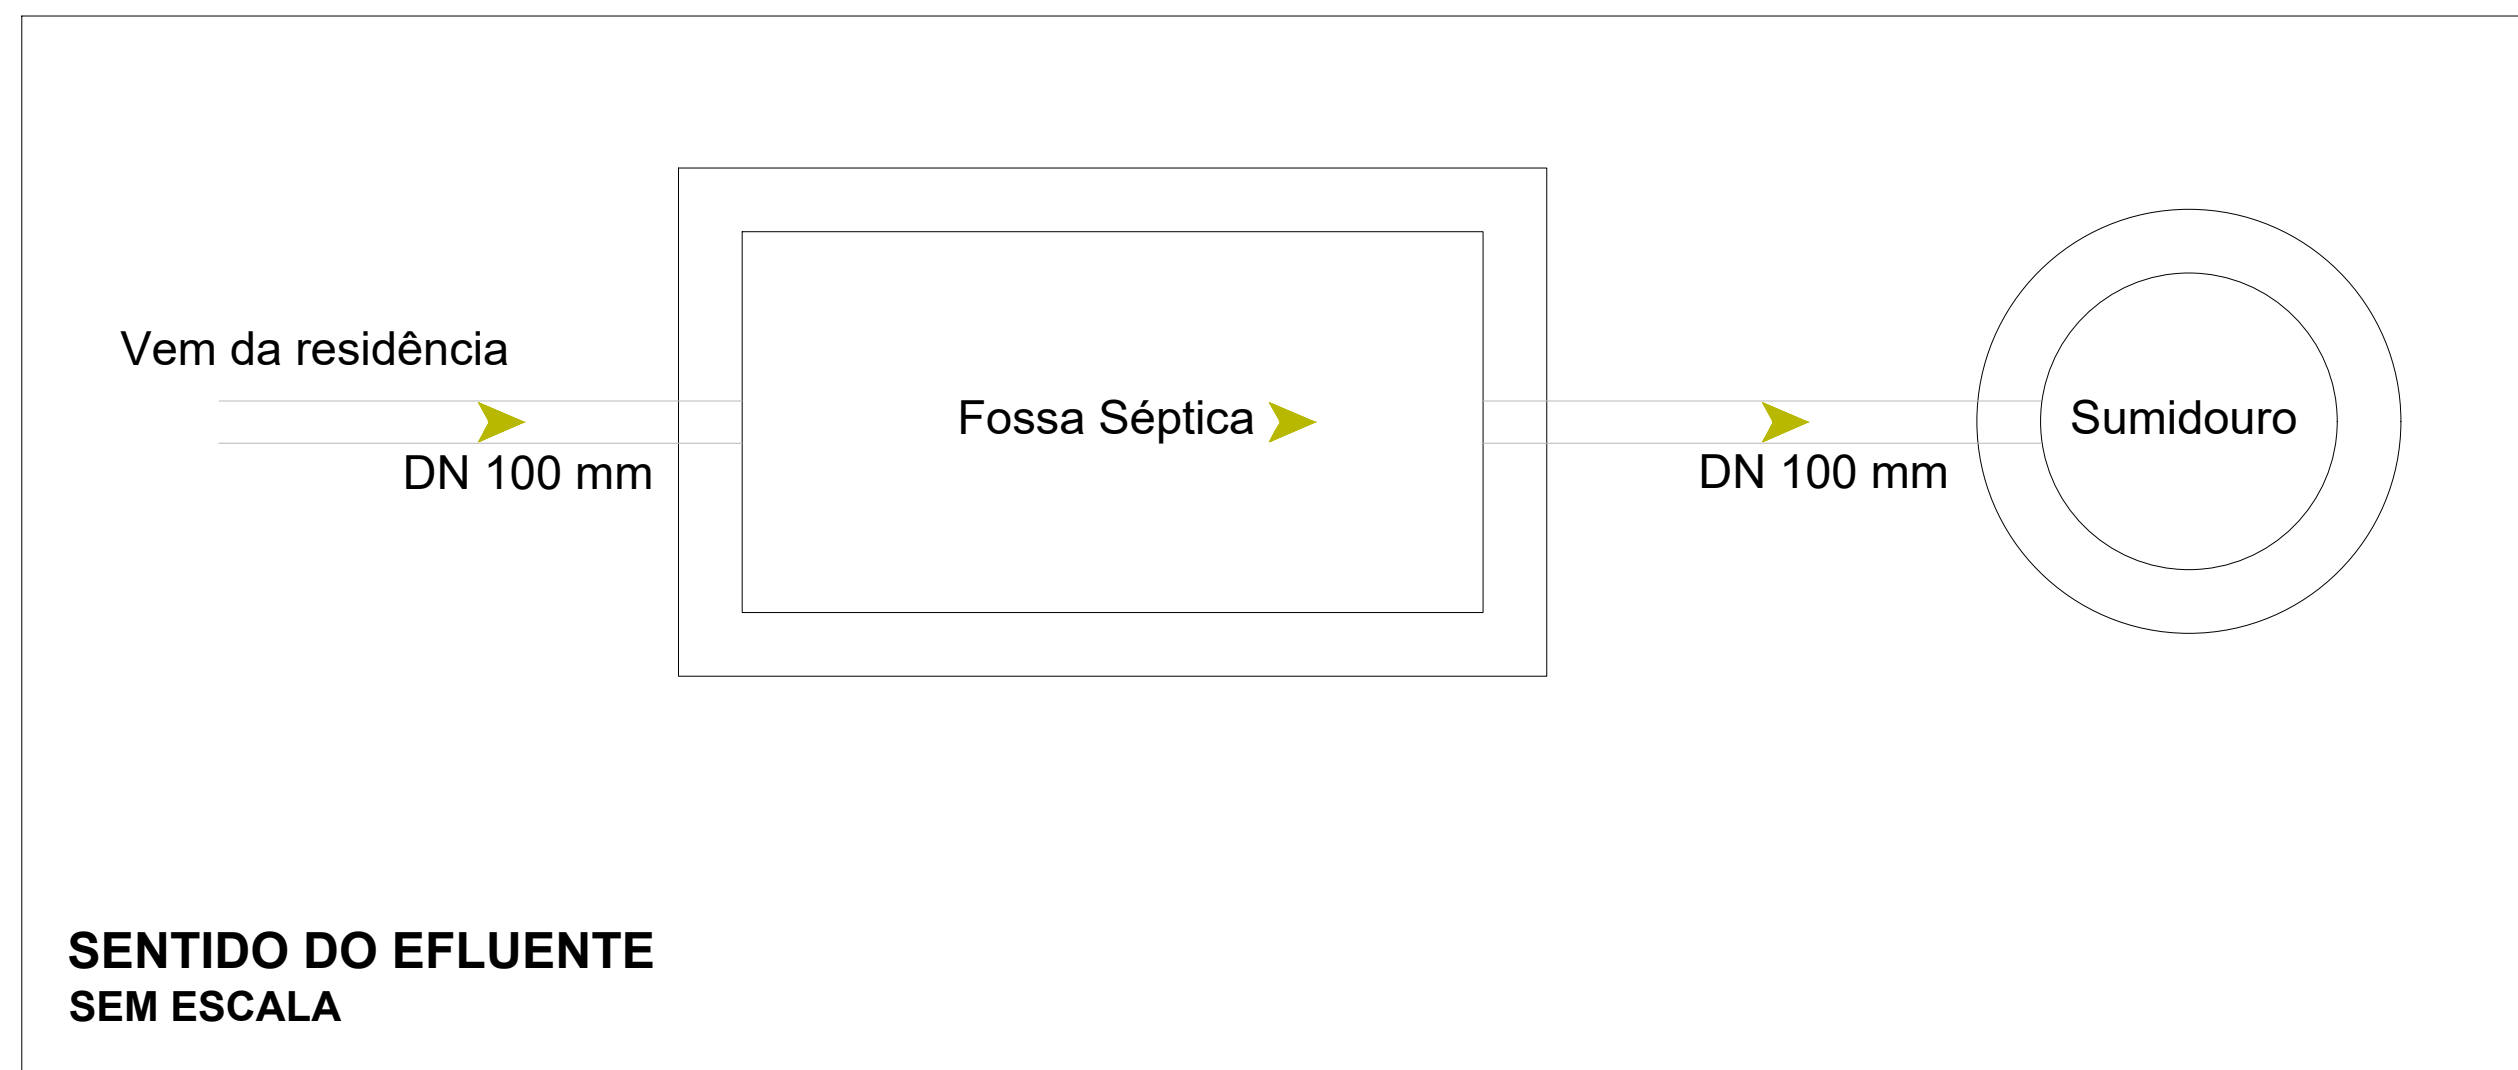 Vem da residência
DN 100 mm
Fossa Séptica
DN 100 mm
Sumidouro
SENTIDO DO EFLUENTE
SEM ESCALA